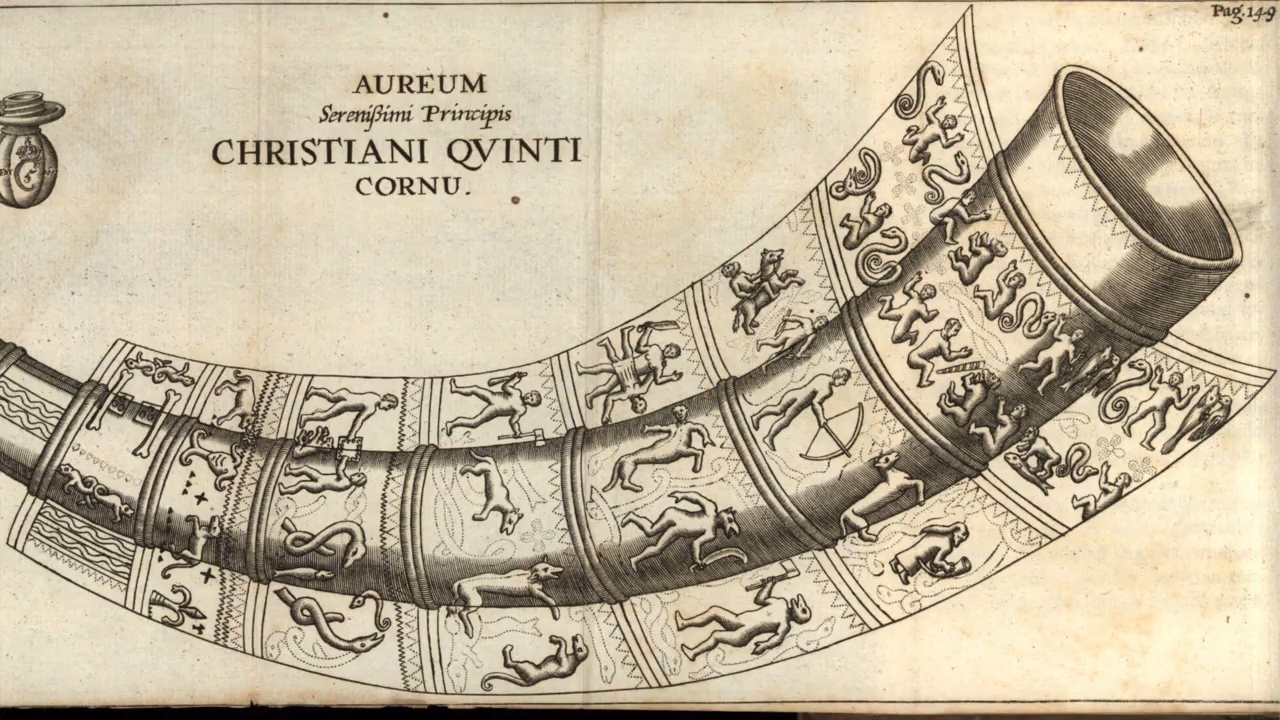 Pag. 149
AUREUM
Sereniſsimi Principis
CHRISTIANI QVINTI
CORNU.